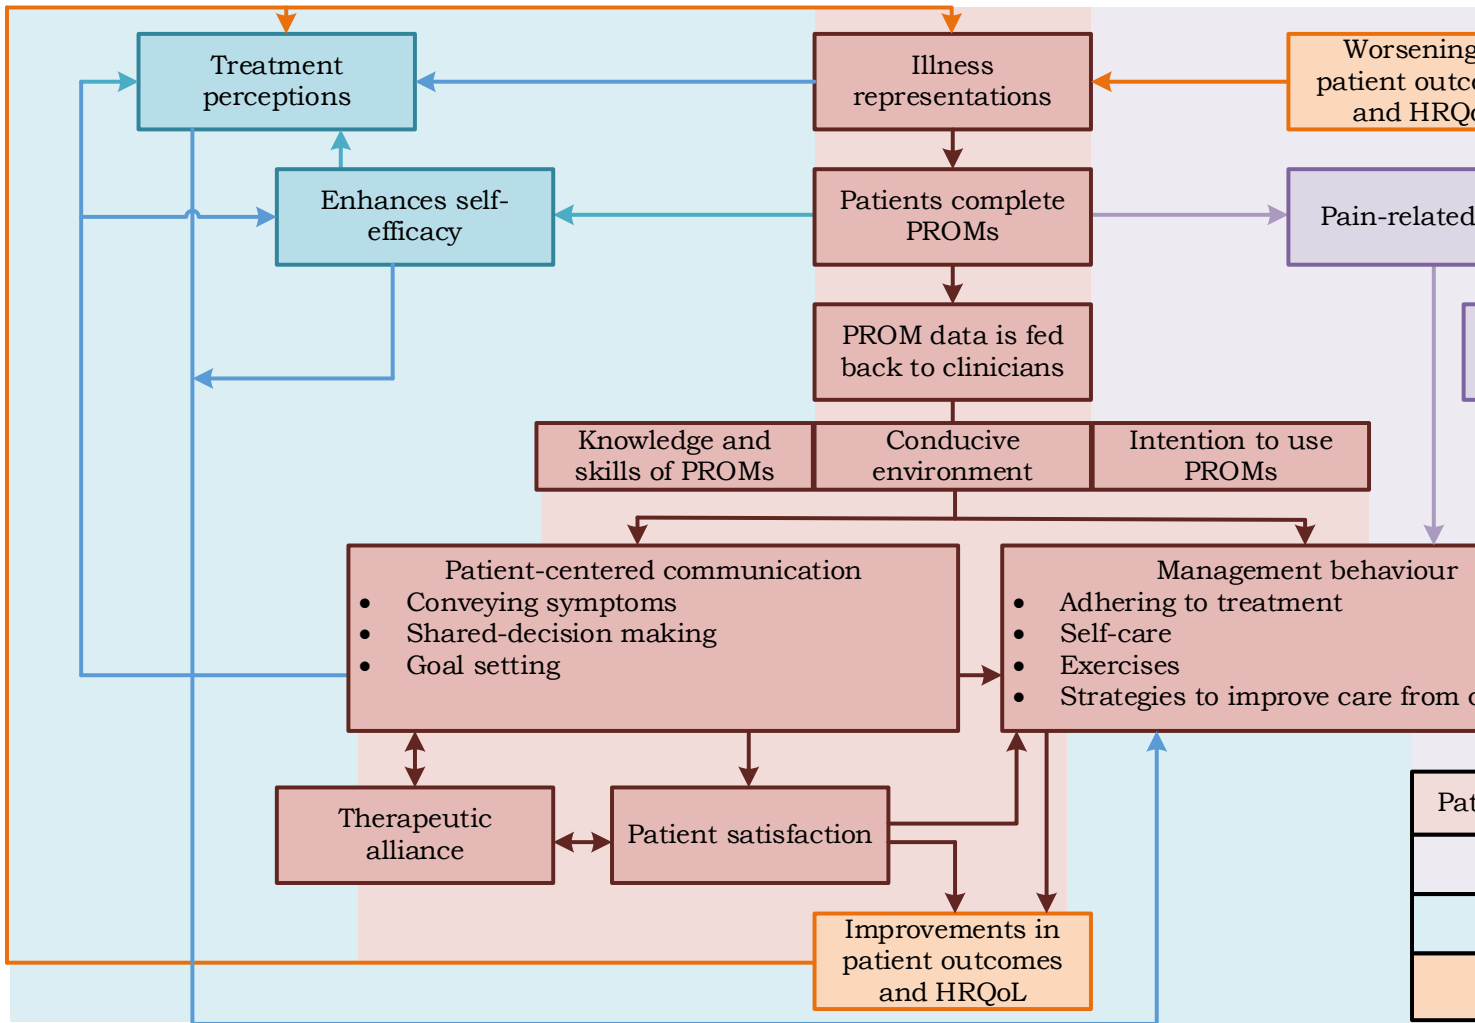 Treatment
perceptions
Illness
representations
Worsening
patient outco
and HRQo
Enhances self-
efficacy
Patients complete
PROMs
Pain-related
PROM data is fed
back to clinicians
Knowledge and
skills of PROMs
Conducive
environment
Intention to use
PROMs
Patient-centered communication
• Conveying symptoms
• Shared-decision making
• Goal setting
Management behaviour
• Adhering to treatment
• Self-care
• Exercises
• Strategies to improve care from c
Therapeutic
alliance
Patient satisfaction
Pat
Improvements in
patient outcomes
and HRQoL